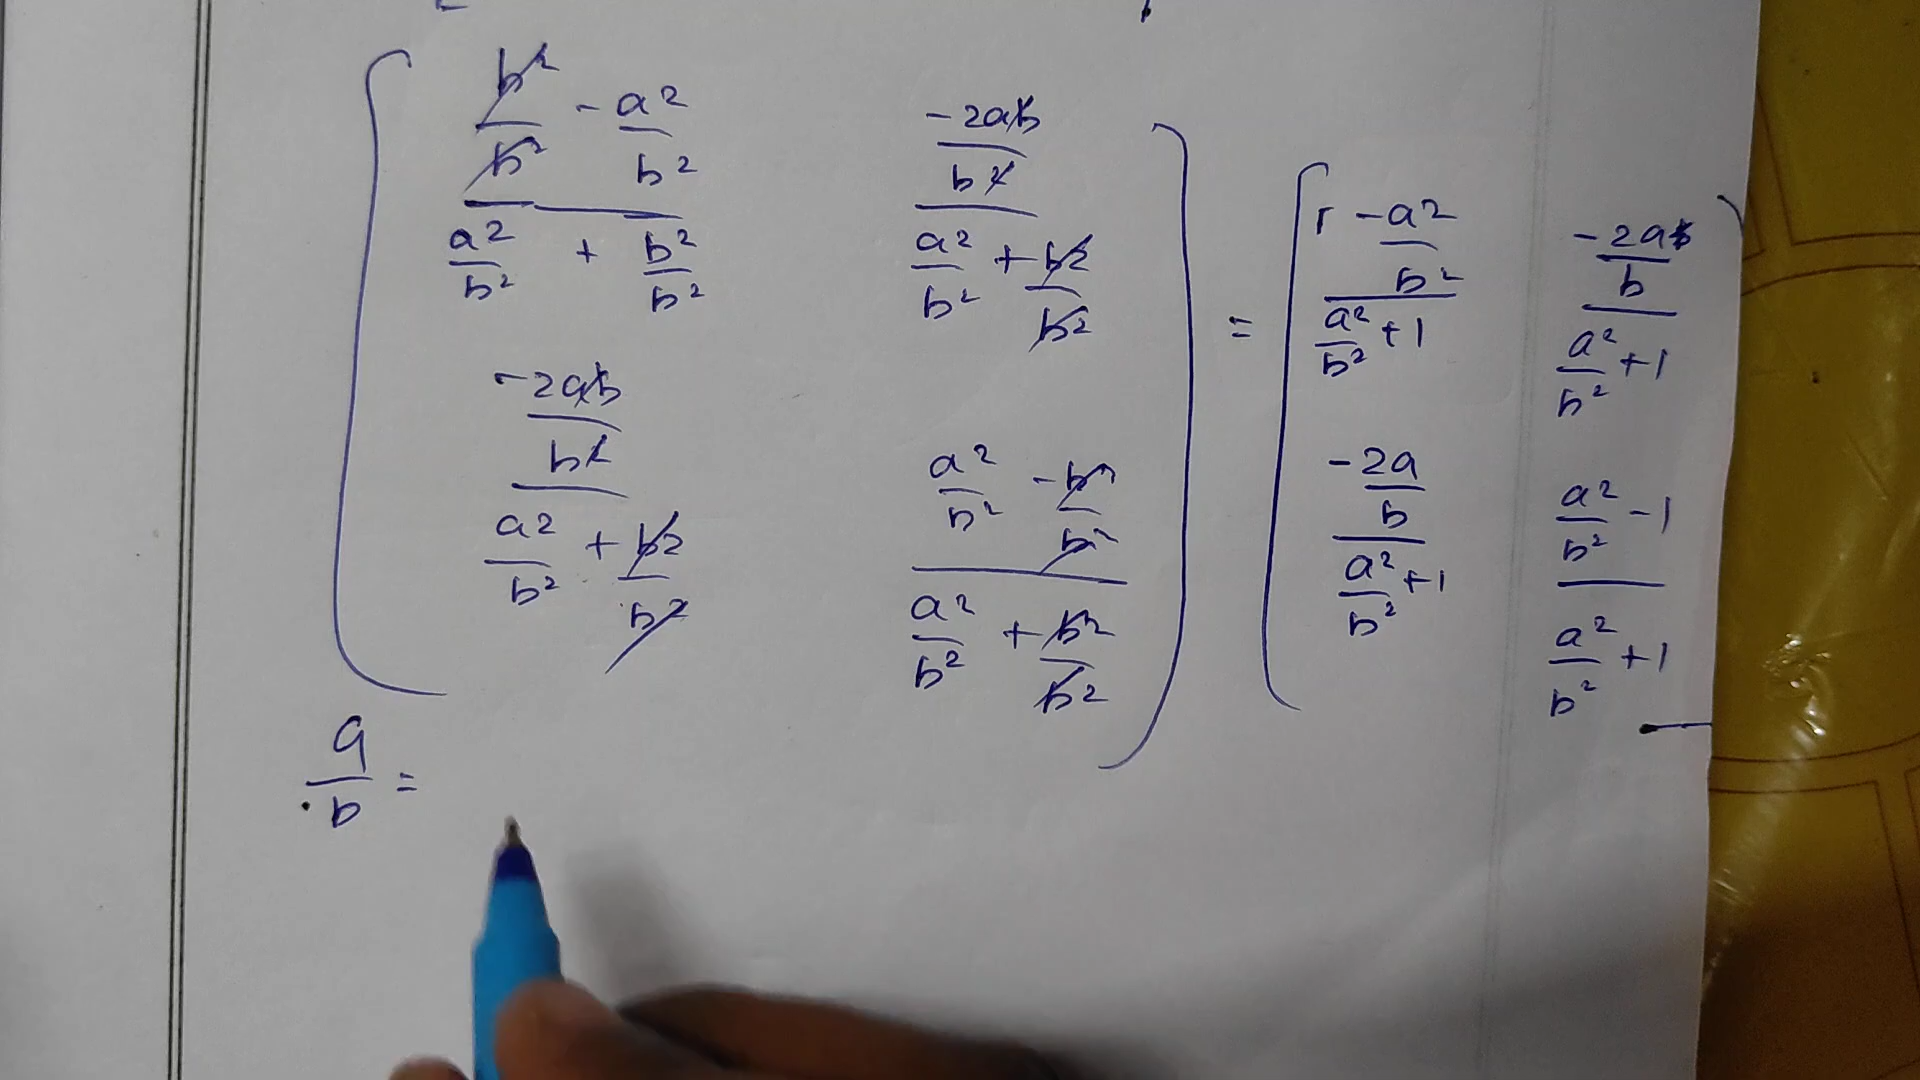 b² / b² - a² / b²
a² / b² + b² / b²
-2ab / b²
a² / b² + b² / b²
-2ab / b²
a² / b² + b² / b²
a² / b² - b² / b²
a² / b² + b² / b²
=
1 - a² / b²
a² / b² + 1
-2a / b
a² / b² + 1
-2a / b
a² / b² + 1
a² / b² - 1
a² / b² + 1
a / b =